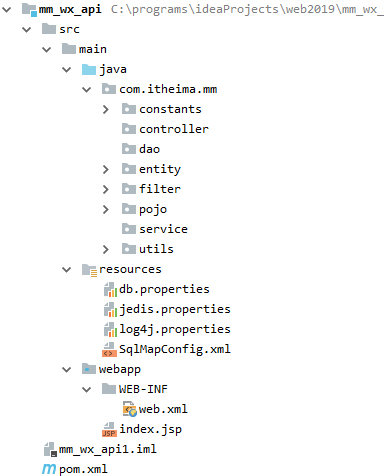 mm_wx_api C:\programs\ideaProjects\web2019\mm_wx_
src
main
java
com.itheima.mm
constants
controller
dao
entity
filter
pojo
service
utils
resources
db.properties
jedis.properties
log4j.properties
SqlMapConfig.xml
webapp
WEB-INF
web.xml
JSP index.jsp
mm_wx_api1.iml
m pom.xml